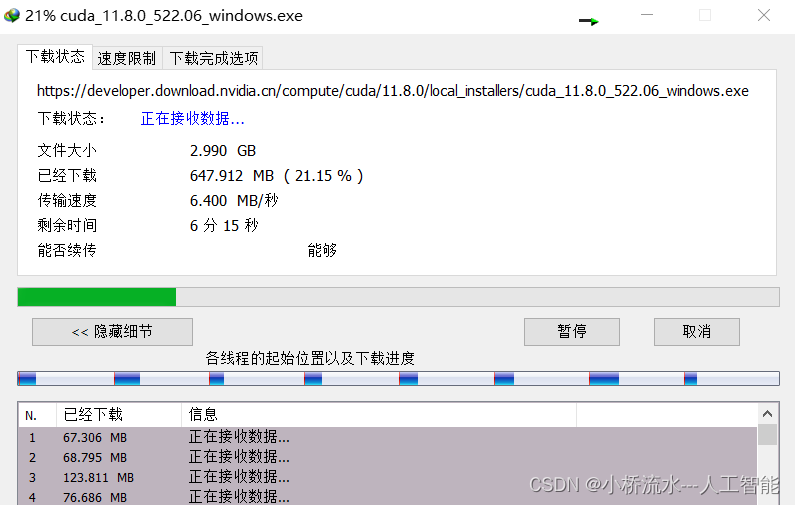 21% cuda_11.8.0_522.06_windows.exe
下载状态 速度限制 下载完成选项
https://developer.download.nvidia.cn/compute/cuda/11.8.0/local_installers/cuda_11.8.0_522.06_windows.exe
下载状态： 正在接收数据...
文件大小 2.990 GB
已经下载 647.912 MB ( 21.15 % )
传输速度 6.400 MB/秒
剩余时间 6 分 15 秒
能否续传 能够
<< 隐藏细节 暂停 取消
各线程的起始位置以及下载进度
N. 已经下载 信息
1 67.306 MB 正在接收数据...
2 68.795 MB 正在接收数据...
3 123.811 MB 正在接收数据...
4 76.686 MB 正在接收数据...
CSDN @小桥流水---人工智能